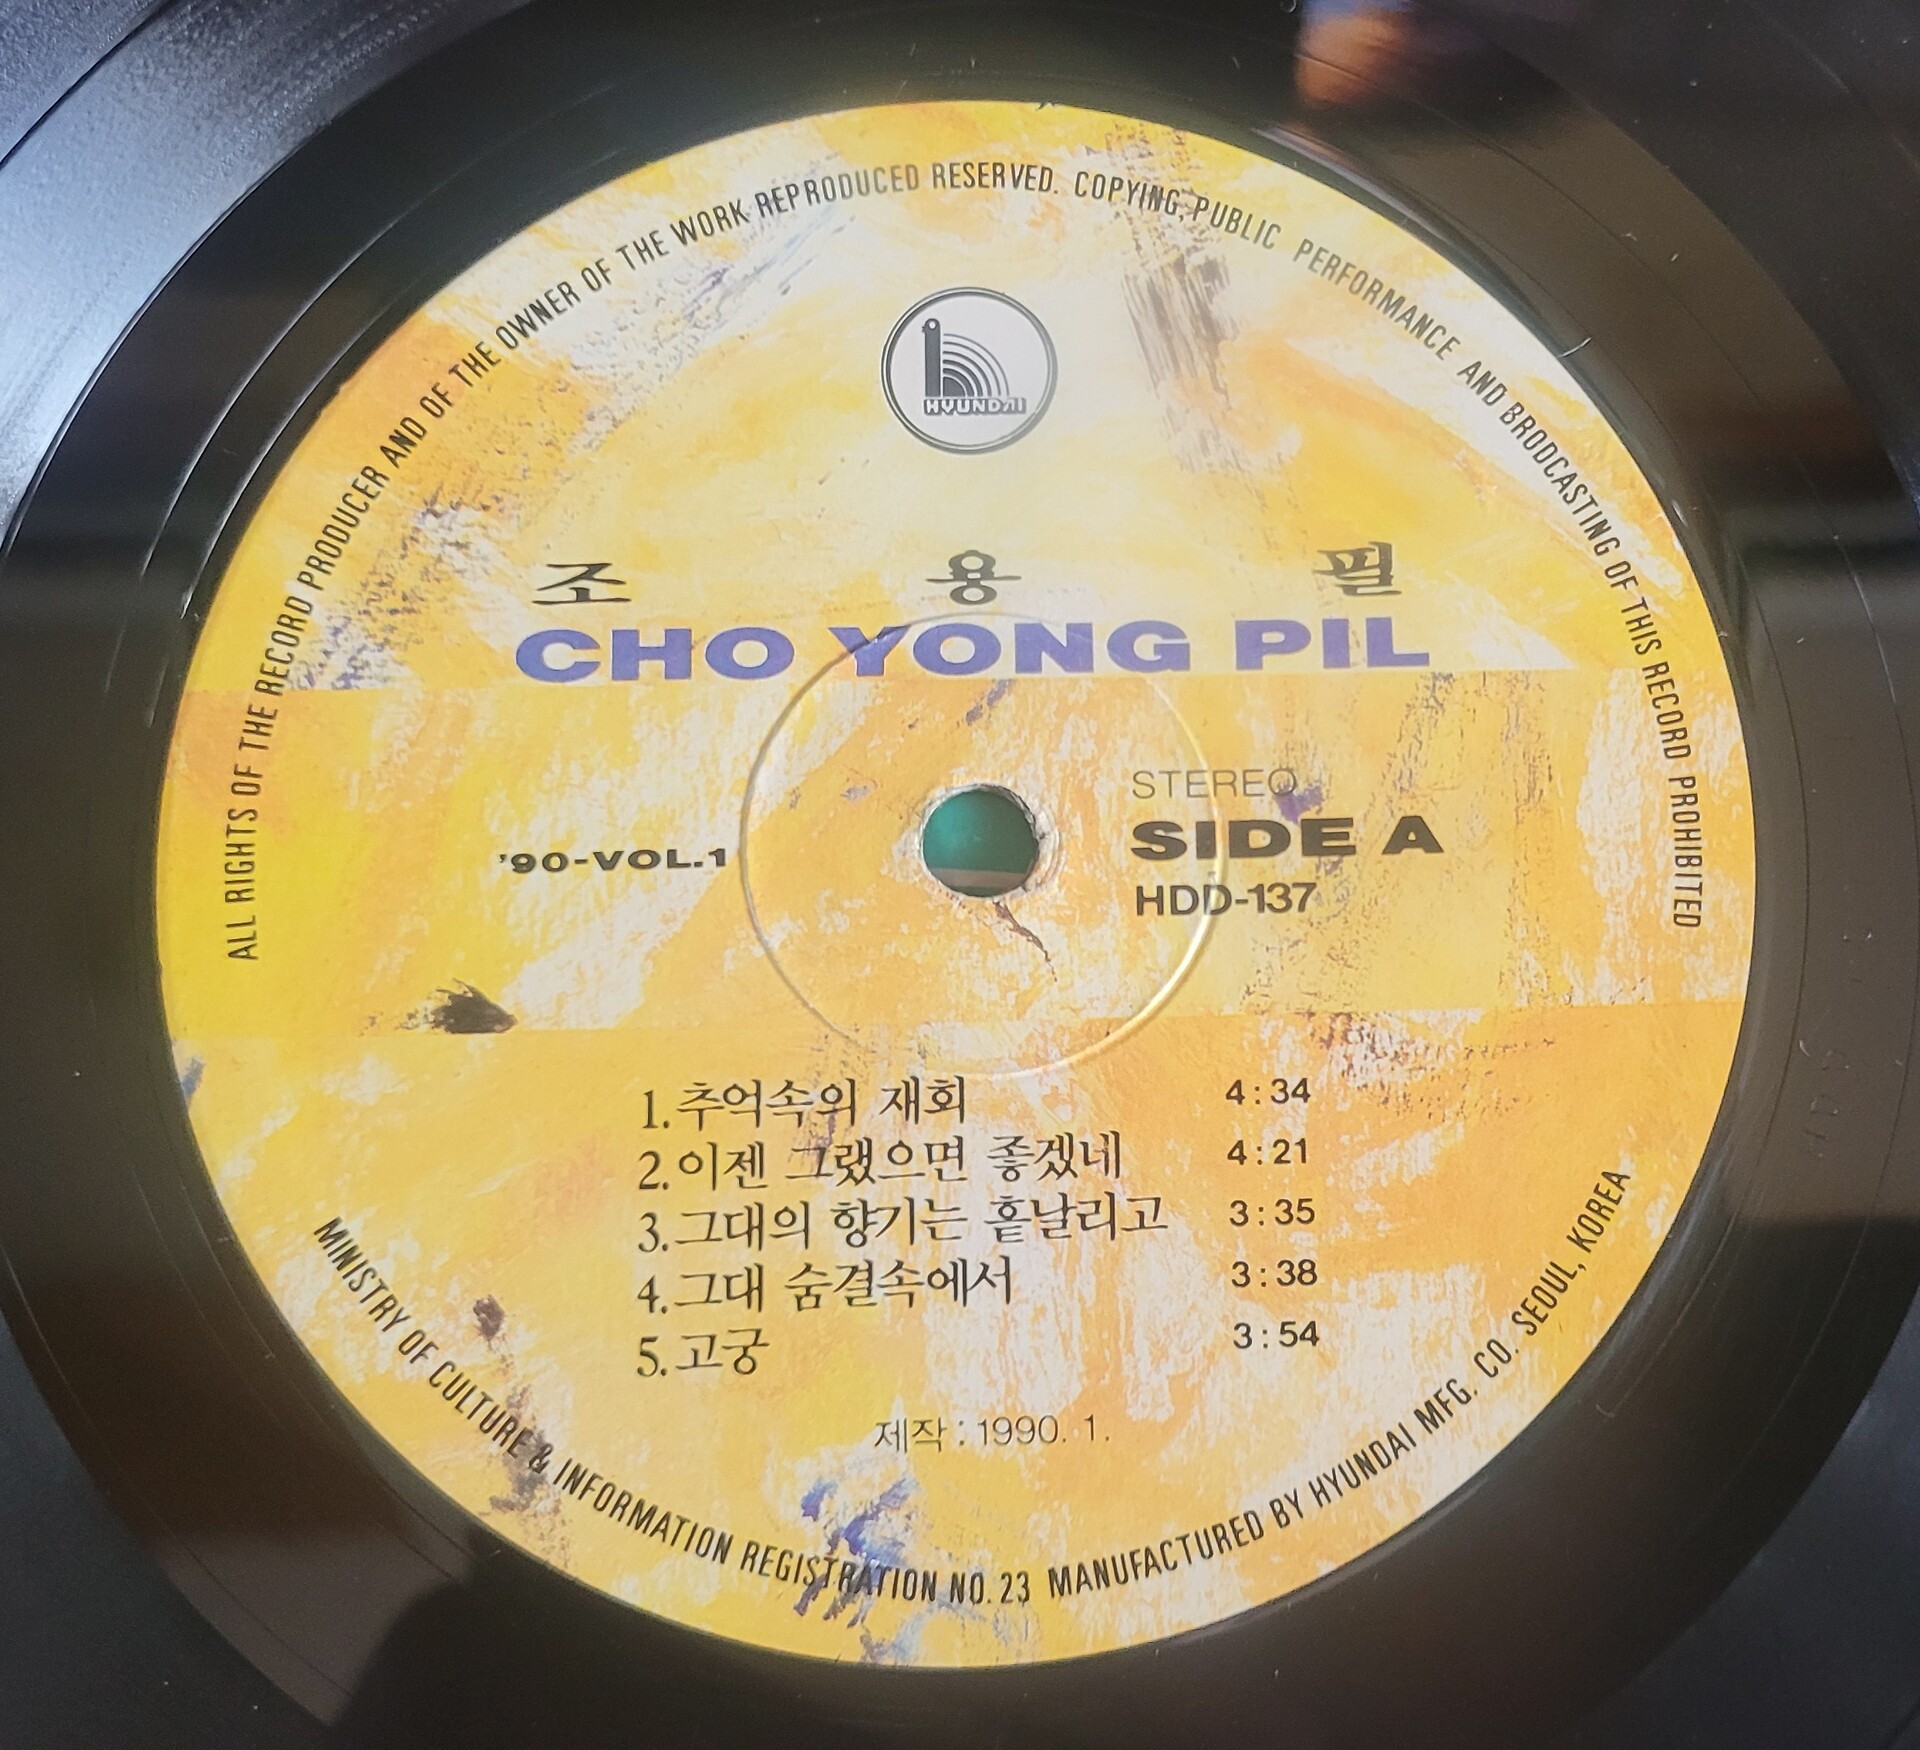 ALL RIGHTS OF THE RECORD PRODUCER AND OF THE OWNER OF THE WORK REPRODUCED RESERVED. COPYING, PUBLIC PERFORMANCE AND BRODCASTING OF THIS RECORD PROHIBITED
HYUNDAI
조 용 필
CHO YONG PIL
STEREO
'90-VOL.1 SIDE A
HDD-137
1. 추억속의 재회 4:34
2. 이젠 그랬으면 좋겠네 4:21
3. 그대의 향기는 흩날리고 3:35
4. 그대 숨결속에서 3:38
5. 고궁 3:54
제작 : 1990. 1.
MINISTRY OF CULTURE & INFORMATION REGISTRATION NO. 23 MANUFACTURED BY HYUNDAI MFG. CO. SEOUL, KOREA